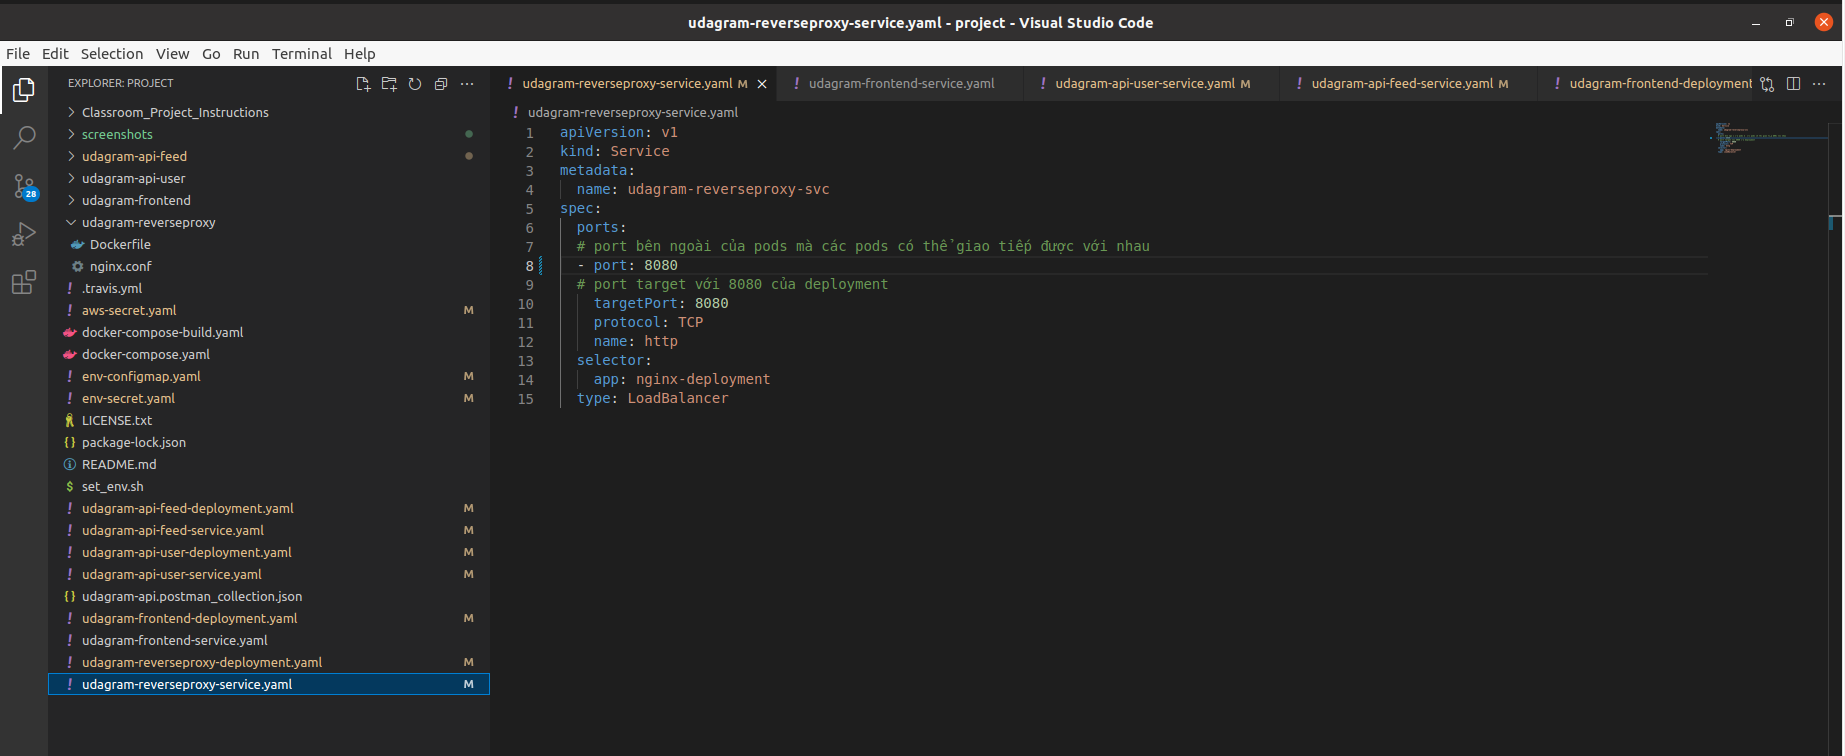 udagram-reverseproxy-service.yaml - project - Visual Studio Code
File Edit Selection View Go Run Terminal Help
EXPLORER: PROJECT
Classroom_Project_Instructions
screenshots
udagram-api-feed
udagram-api-user
28
udagram-frontend
udagram-reverseproxy
Dockerfile
nginx.conf
.travis.yml
aws-secret.yaml M
docker-compose-build.yaml
docker-compose.yaml
env-configmap.yaml M
env-secret.yaml M
LICENSE.txt
package-lock.json
README.md
set_env.sh
udagram-api-feed-deployment.yaml M
udagram-api-feed-service.yaml M
udagram-api-user-deployment.yaml M
udagram-api-user-service.yaml M
udagram-api.postman_collection.json
udagram-frontend-deployment.yaml M
udagram-frontend-service.yaml
udagram-reverseproxy-deployment.yaml M
udagram-reverseproxy-service.yaml M
udagram-reverseproxy-service.yaml M
udagram-frontend-service.yaml
udagram-api-user-service.yaml M
udagram-api-feed-service.yaml M
udagram-frontend-deployment
udagram-reverseproxy-service.yaml
1 apiVersion: v1
2 kind: Service
3 metadata:
4 name: udagram-reverseproxy-svc
5 spec:
6 ports:
7 # port bên ngoài của pods mà các pods có thể giao tiếp được với nhau
8 - port: 8080
9 # port target với 8080 của deployment
10 targetPort: 8080
11 protocol: TCP
12 name: http
13 selector:
14 app: nginx-deployment
15 type: LoadBalancer